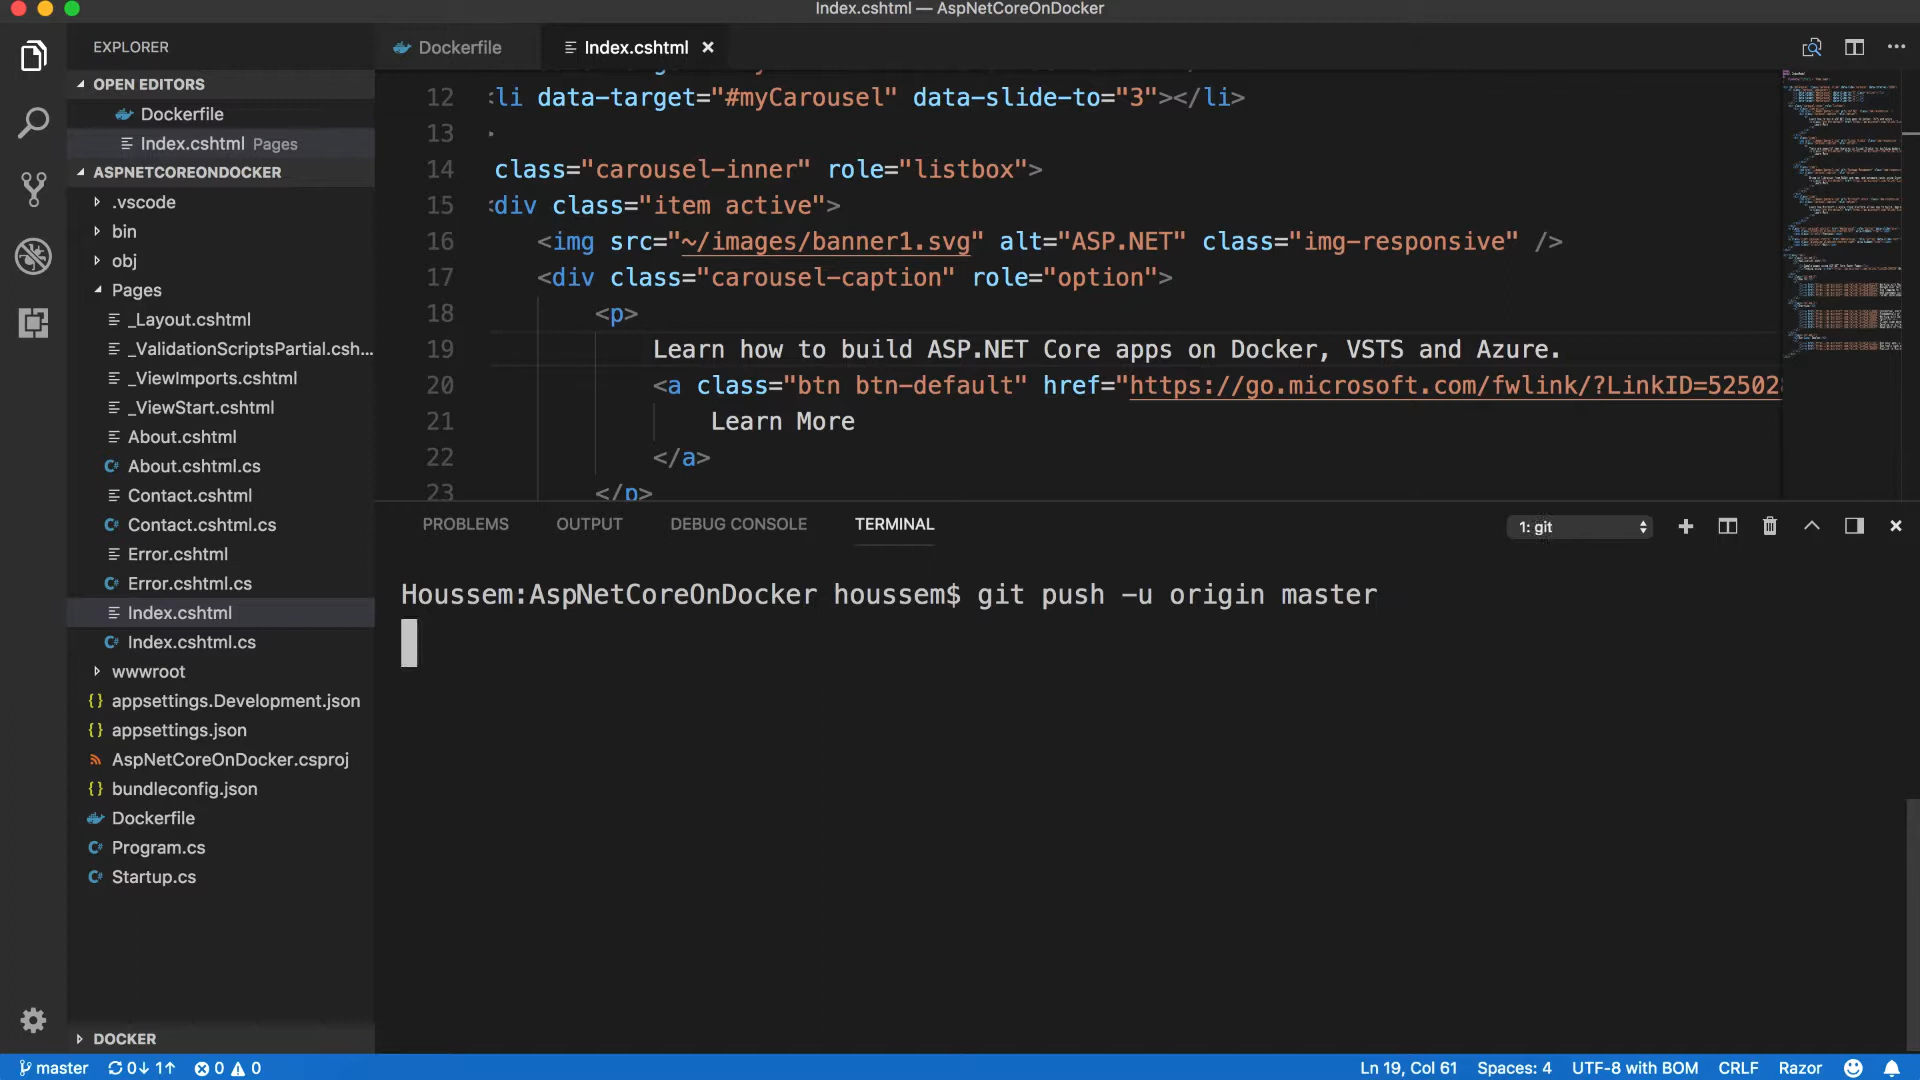 Index.cshtml — AspNetCoreOnDocker
EXPLORER
OPEN EDITORS
Dockerfile
Index.cshtml Pages
ASPNETCOREONDOCKER
.vscode
bin
obj
Pages
_Layout.cshtml
_ValidationScriptsPartial.csh...
_ViewImports.cshtml
_ViewStart.cshtml
About.cshtml
About.cshtml.cs
Contact.cshtml
Contact.cshtml.cs
Error.cshtml
Error.cshtml.cs
Index.cshtml
Index.cshtml.cs
wwwroot
appsettings.Development.json
appsettings.json
AspNetCoreOnDocker.csproj
bundleconfig.json
Dockerfile
Program.cs
Startup.cs
DOCKER
Dockerfile
Index.cshtml
12 <li data-target="#myCarousel" data-slide-to="3"></li>
13 >
14 class="carousel-inner" role="listbox">
15 <div class="item active">
16 <img src="~/images/banner1.svg" alt="ASP.NET" class="img-responsive" />
17 <div class="carousel-caption" role="option">
18 <p>
19 Learn how to build ASP.NET Core apps on Docker, VSTS and Azure.
20 <a class="btn btn-default" href="https://go.microsoft.com/fwlink/?LinkID=52502
21 Learn More
22 </a>
23 </p>
PROBLEMS OUTPUT DEBUG CONSOLE TERMINAL 1: git
Houssem:AspNetCoreOnDocker houssem$ git push -u origin master
master 0↓ 1↑ 0 0 Ln 19, Col 61 Spaces: 4 UTF-8 with BOM CRLF Razor